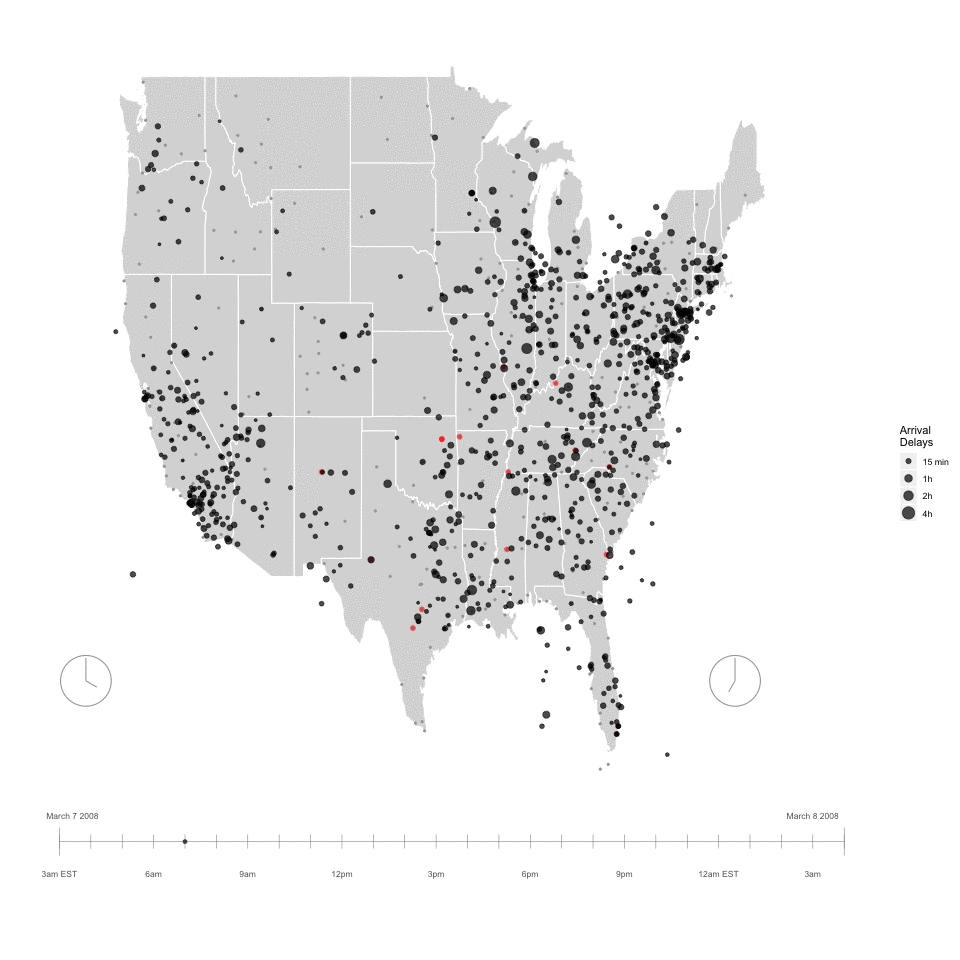 Arrival
Delays
15 min
1h
2h
4h
March 7 2008 March 8 2008
3am EST 6am 9am 12pm 3pm 6pm 9pm 12am EST 3am